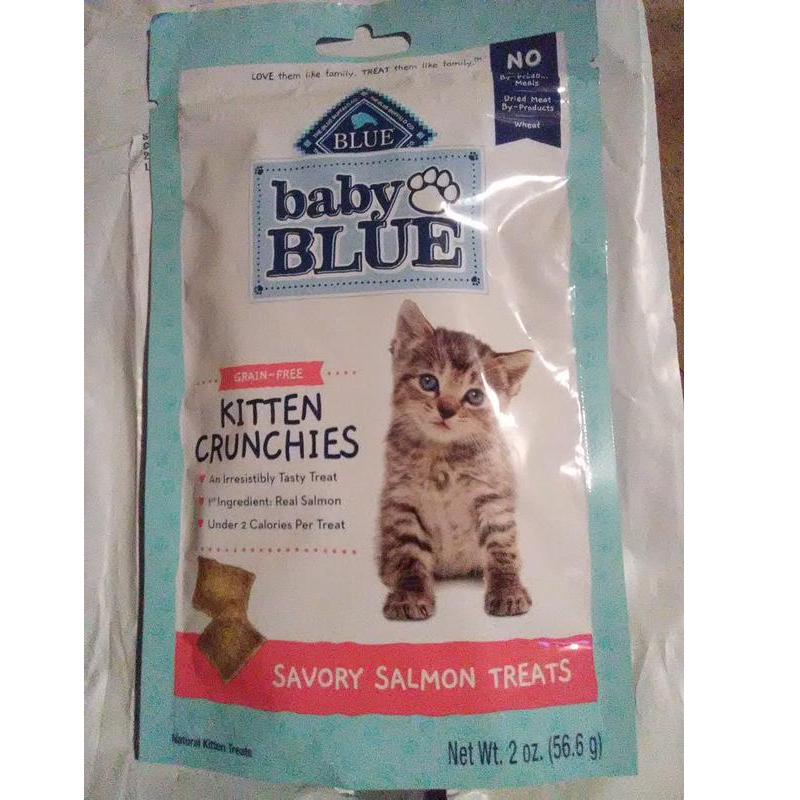 LOVE them like family. TREAT them like family.™
NO
Meals
Dried Meat
By-Products
Wheat
BLUE
baby
BLUE
GRAIN-FREE
KITTEN
CRUNCHIES
An Irresistibly Tasty Treat
1st Ingredient: Real Salmon
Under 2 Calories Per Treat
SAVORY SALMON TREATS
Natural Kitten Treats
Net Wt. 2 oz. (56.6 g)